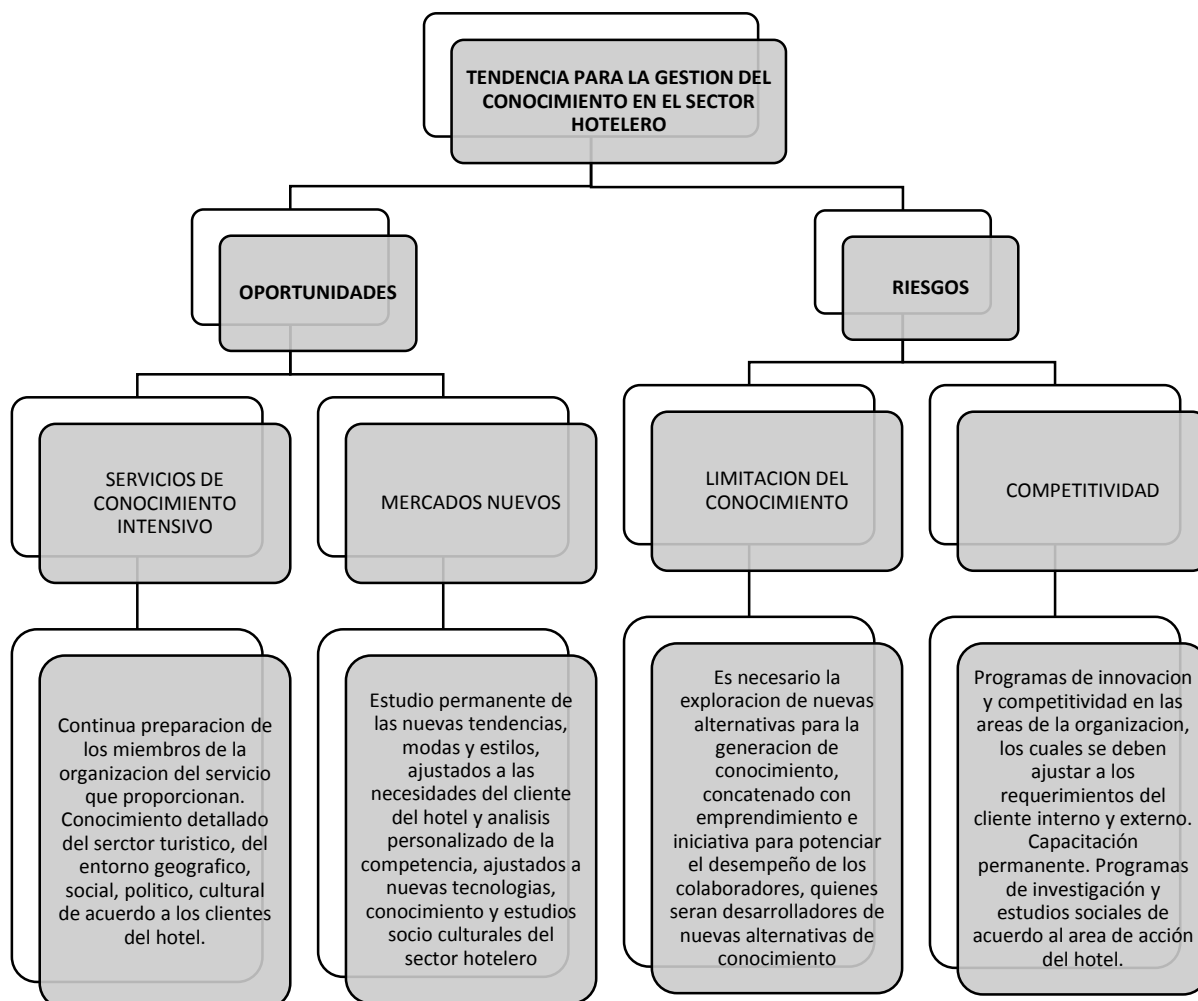 TENDENCIA PARA LA GESTION DEL
CONOCIMIENTO EN EL SECTOR
HOTELERO
OPORTUNIDADES
RIESGOS
SERVICIOS DE
CONOCIMIENTO
INTENSIVO
MERCADOS NUEVOS
LIMITACION DEL
CONOCIMIENTO
COMPETITIVIDAD
Continua preparacion de
los miembros de la
organizacion del servicio
que proporcionan.
Conocimiento detallado
del serctor turistico, del
entorno geografico,
social, politico, cultural
de acuerdo a los clientes
del hotel.
Estudio permanente de
las nuevas tendencias,
modas y estilos,
ajustados a las
necesidades del cliente
del hotel y analisis
personalizado de la
competencia, ajustados a
nuevas tecnologias,
conocimiento y estudios
socio culturales del
sector hotelero
Es necesario la
exploracion de nuevas
alternativas para la
generacion de
conocimiento,
concatenado con
emprendimiento e
iniciativa para potenciar
el desempeño de los
colaboradores, quienes
seran desarrolladores de
nuevas alternativas de
conocimiento
Programas de innovacion
y competitividad en las
areas de la organizacion,
los cuales se deben
ajustar a los
requerimientos del
cliente interno y externo.
Capacitación
permanente. Programas
de investigación y
estudios sociales de
acuerdo al area de acción
del hotel.